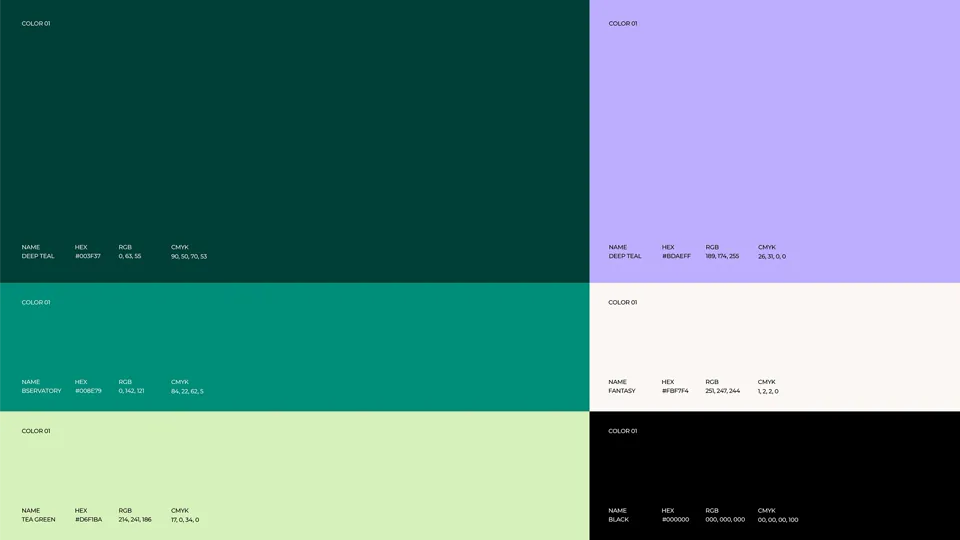 COLOR 01
NAME HEX RGB CMYK
DEEP TEAL #003F37 0, 63, 55 90, 50, 70, 53
COLOR 01
NAME HEX RGB CMYK
DEEP TEAL #BDAEFF 189, 174, 255 26, 31, 0, 0
COLOR 01
NAME HEX RGB CMYK
BSERVATORY #008E79 0, 142, 121 84, 22, 62, 5
COLOR 01
NAME HEX RGB CMYK
FANTASY #FBF7F4 251, 247, 244 1, 2, 2, 0
COLOR 01
NAME HEX RGB CMYK
TEA GREEN #D6F1BA 214, 241, 186 17, 0, 34, 0
COLOR 01
NAME HEX RGB CMYK
BLACK #000000 000, 000, 000 00, 00, 00, 100